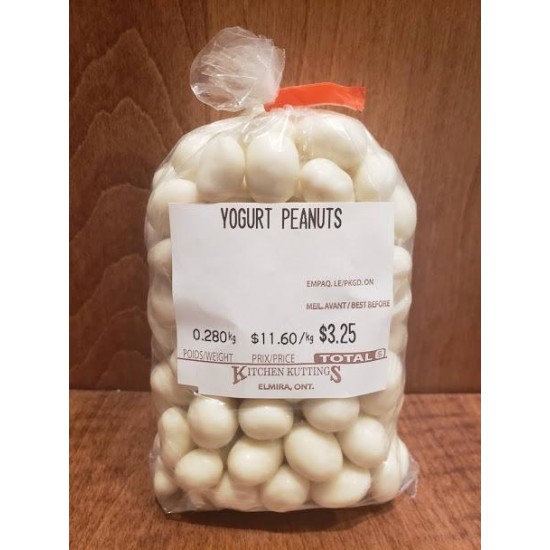 YOGURT PEANUTS
EMPAQ. LE/PKGD. ON
MEIL. AVANT/BEST BEFORE
0.280kg $11.60/kg $3.25
POIDS/WEIGHT PRIX/PRICE TOTAL $
KITCHEN KUTTINGS
ELMIRA, ONT.